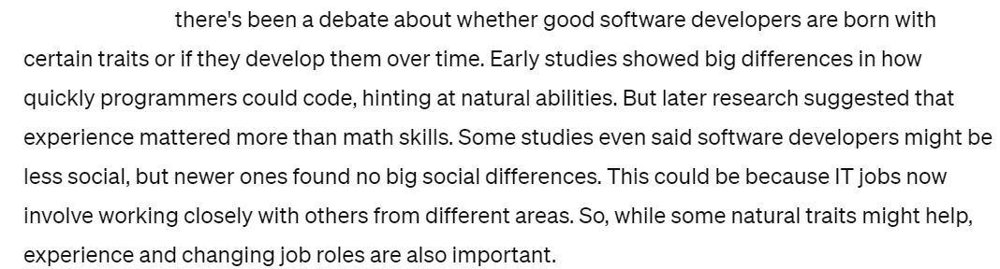 there's been a debate about whether good software developers are born with
certain traits or if they develop them over time. Early studies showed big differences in how
quickly programmers could code, hinting at natural abilities. But later research suggested that
experience mattered more than math skills. Some studies even said software developers might be
less social, but newer ones found no big social differences. This could be because IT jobs now
involve working closely with others from different areas. So, while some natural traits might help,
experience and changing job roles are also important.